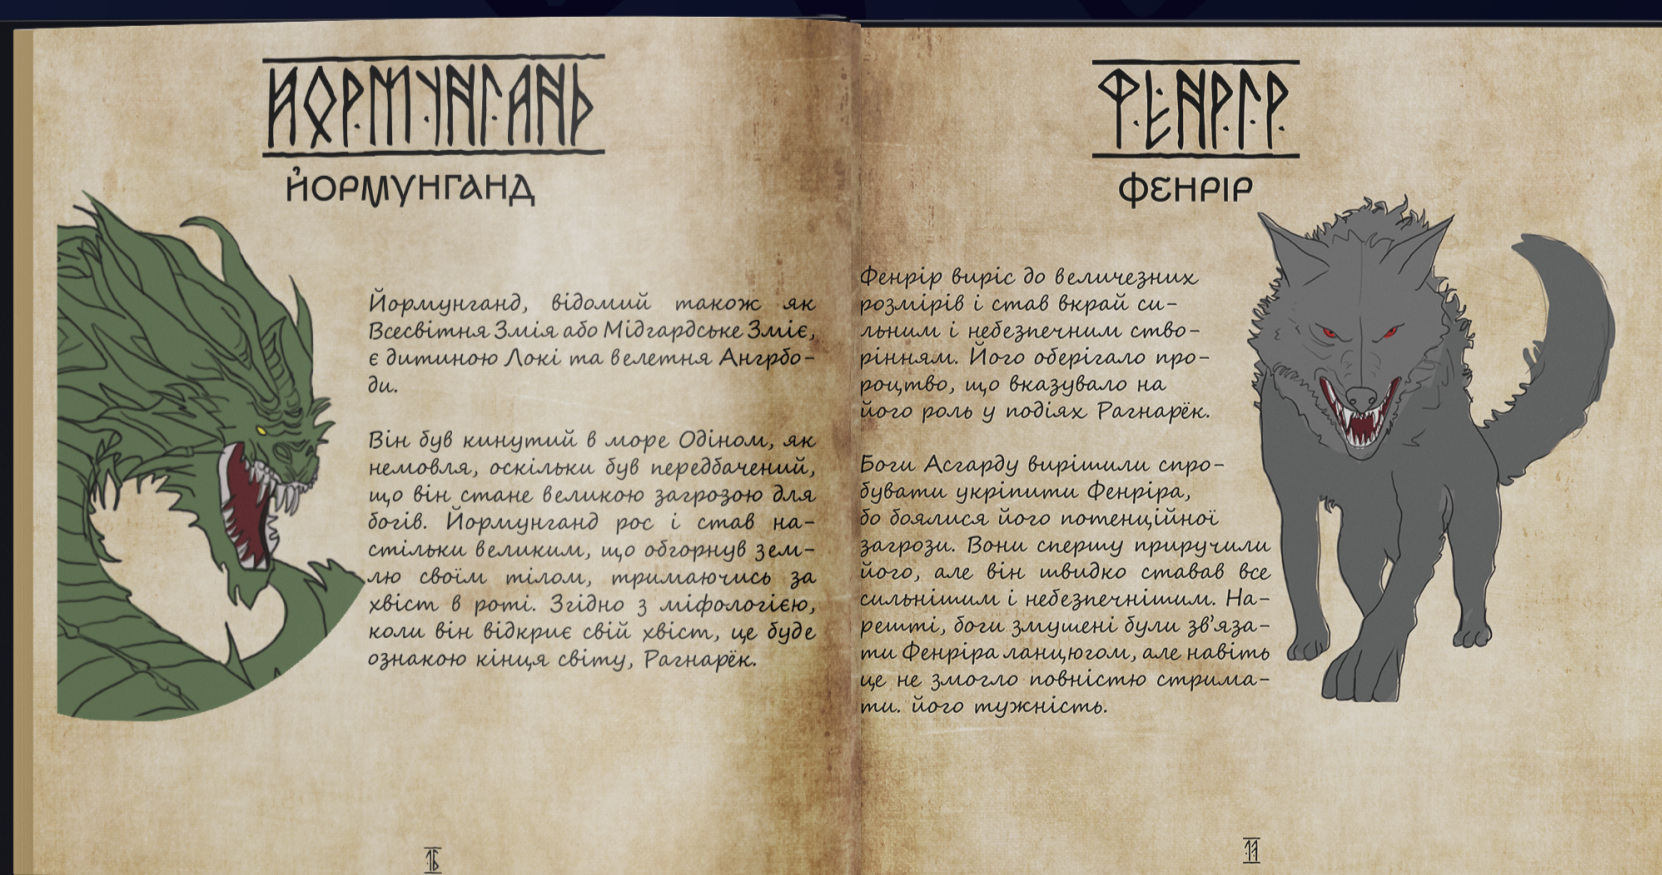 ЙОРМУНГАНД
Йормунганд, відомий також як
Всесвітня Змія або Мідгардське Зміє,
є дитиною Локі та велетня Ангрбо-
ди.
Він був кинутий в море Одіном, як
немовля, оскільки був передбачений,
що він стане великою загрозою для
богів. Йормунганд рос і став на-
стільки великим, що обгорнув зем-
лю своїм тілом, тримаючись за
хвіст в роті. Згідно з міфологією,
коли він відкриє свій хвіст, це буде
ознакою кінця світу, Рагнарёк.
ФЕНРІР
Фенрір виріс до величезних
розмірів і став вкрай си-
льним і небезпечним ство-
рінням. Його оберігало про-
роцтво, що вказувало на
його роль у подіях Рагнарёк.
Боги Асгарду вирішили спро-
бувати укріпити Фенріра,
бо боялися його потенційної
загрози. Вони спершу приручили
його, але він швидко ставав все
сильнішим і небезпечнішим. На-
решті, боги змушені були зв'яза-
ти Фенріра ланцюгом, але навіть
це не змогло повністю стрима-
ти. його тужність.